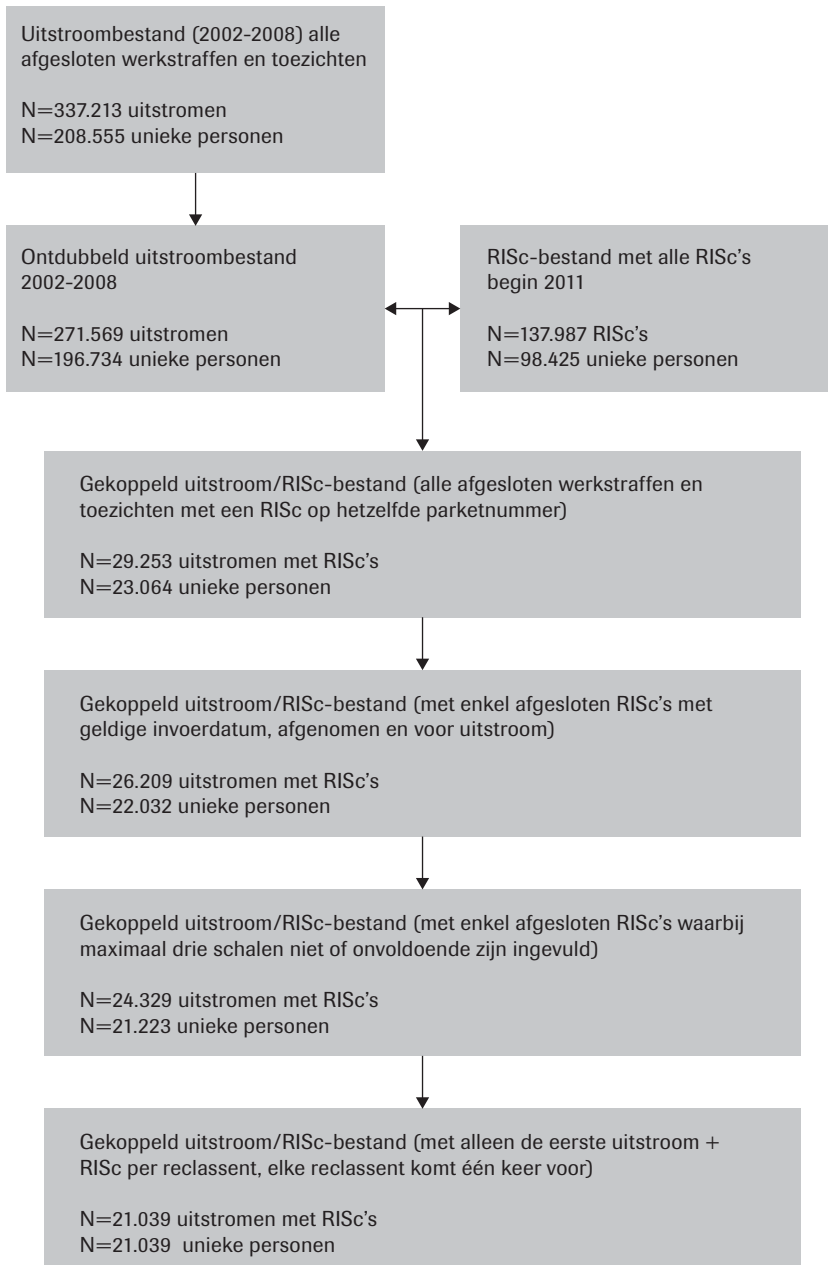 Uitstroombestand (2002-2008) alle
afgesloten werkstraffen en toezichten
N=337.213 uitstromen
N=208.555 unieke personen
Ontdubbeld uitstroombestand
2002-2008
N=271.569 uitstromen
N=196.734 unieke personen
RISc-bestand met alle RISc's
begin 2011
N=137.987 RISc's
N=98.425 unieke personen
Gekoppeld uitstroom/RISc-bestand (alle afgesloten werkstraffen en
toezichten met een RISc op hetzelfde parketnummer)
N=29.253 uitstromen met RISc's
N=23.064 unieke personen
Gekoppeld uitstroom/RISc-bestand (met enkel afgesloten RISc's met
geldige invoerdatum, afgenomen en voor uitstroom)
N=26.209 uitstromen met RISc's
N=22.032 unieke personen
Gekoppeld uitstroom/RISc-bestand (met enkel afgesloten RISc's waarbij
maximaal drie schalen niet of onvoldoende zijn ingevuld)
N=24.329 uitstromen met RISc's
N=21.223 unieke personen
Gekoppeld uitstroom/RISc-bestand (met alleen de eerste uitstroom +
RISc per reclassent, elke reclassent komt één keer voor)
N=21.039 uitstromen met RISc's
N=21.039 unieke personen